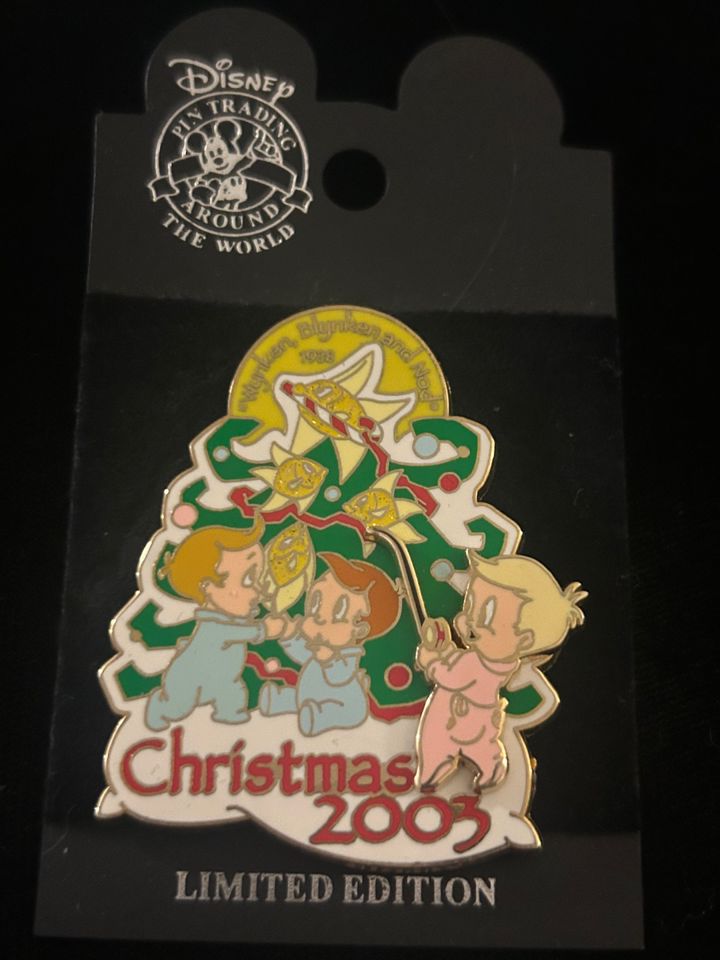 Disney
PIN TRADING
AROUND
THE WORLD
"Wynken, Blynken and Nod"
1938
Christmas
2003
LIMITED EDITION